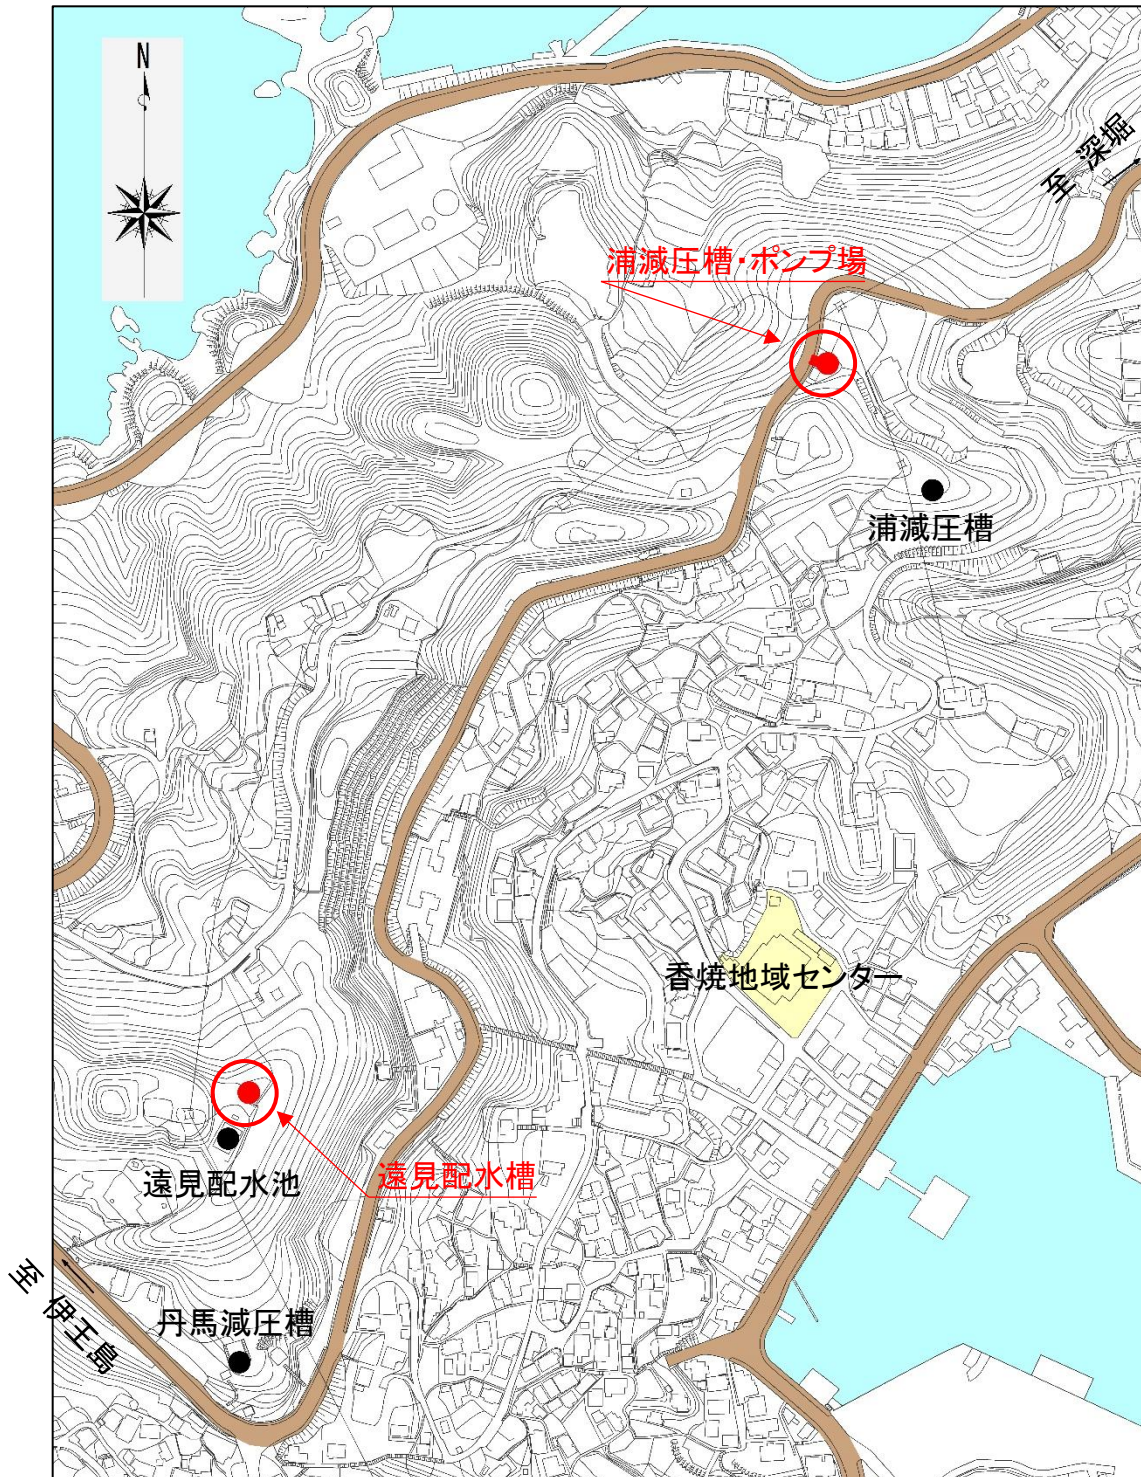 N
至 深堀
浦減圧槽・ポンプ場
浦減圧槽
香焼地域センター
遠見配水池
遠見配水槽
至 伊王島
丹馬減圧槽